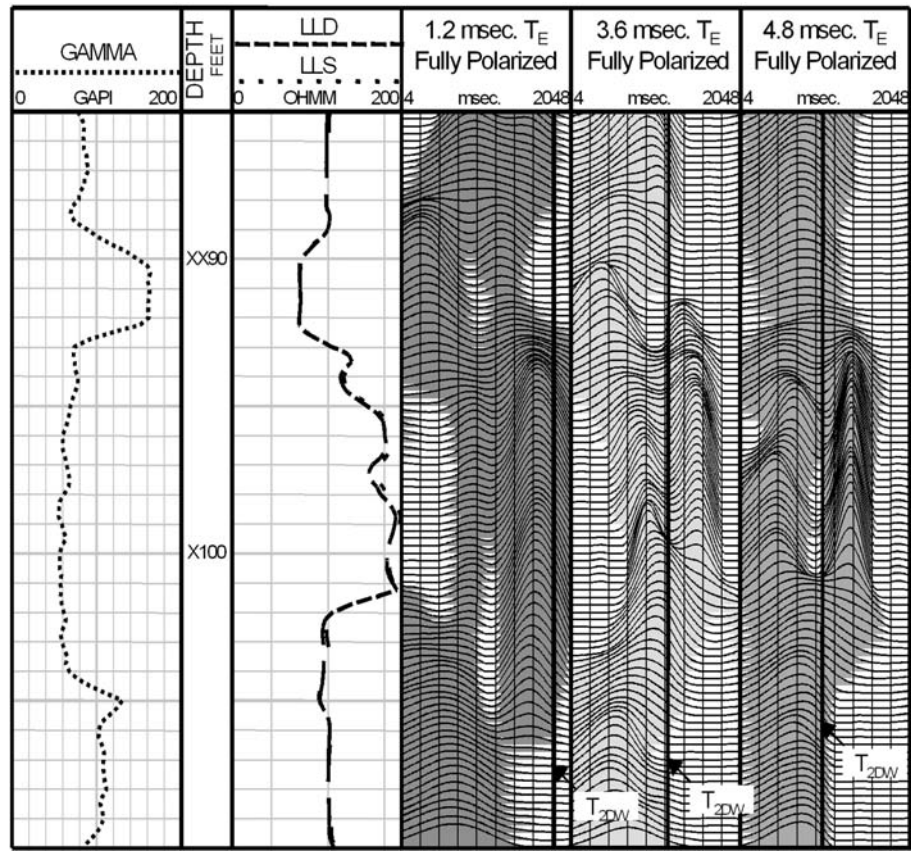 GAMMA
0 GAPI 200
DEPTH
FEET
LLD
LLS
0 OHMM 200
1.2 msec. TE
Fully Polarized
4 msec. 2048
3.6 msec. TE
Fully Polarized
4 msec. 2048
4.8 msec. TE
Fully Polarized
4 msec. 2048
XX90
X100
T2DW
T2DW
T2DW